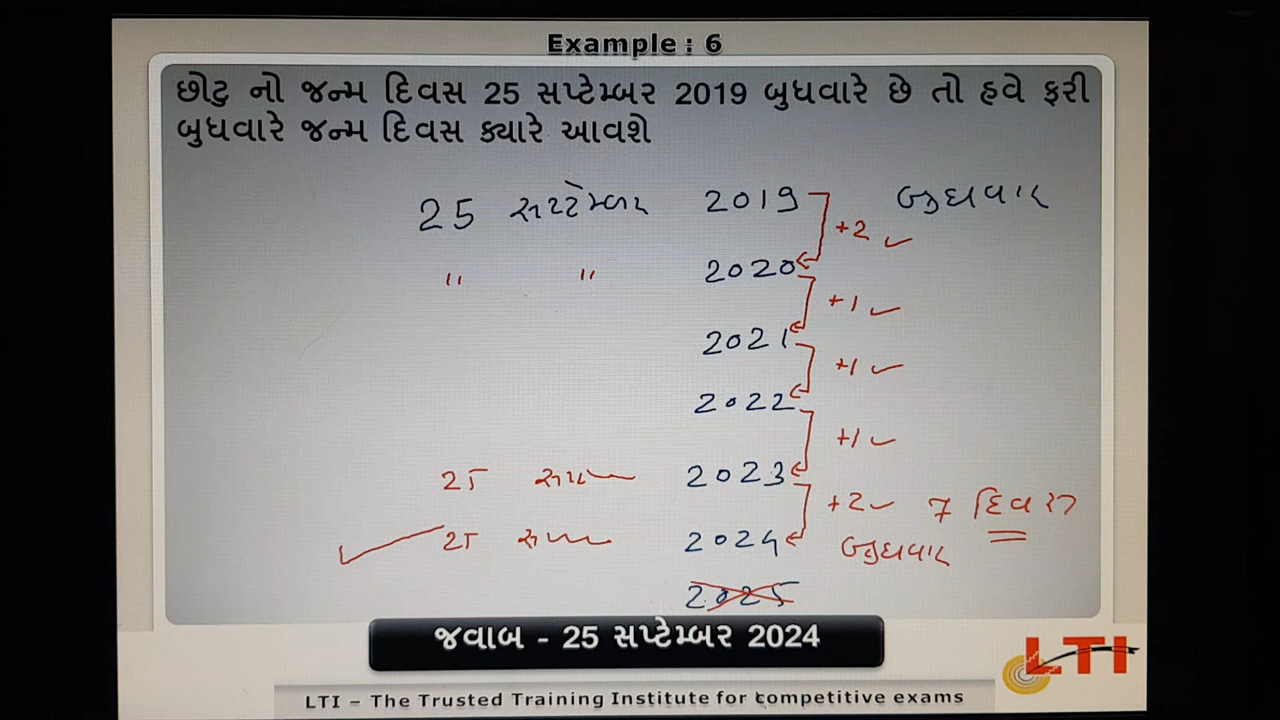 Example : 6
છોટુ નો જન્મ દિવસ 25 સપ્ટેમ્બર 2019 બુધવારે છે તો હવે ફરી
બુધવારે જન્મ દિવસ ક્યારે આવશે
25 સપ્ટેમ્બર 2019 બુધવાર
+2 ✓
" " 2020
+1 ✓
2021
+1 ✓
2022
+1 ✓
25 2023
+2 ✓ 7 દિવસ
25 2024 બુધવાર
2025
જવાબ - 25 સપ્ટેમ્બર 2024
LTI
LTI – The Trusted Training Institute for competitive exams